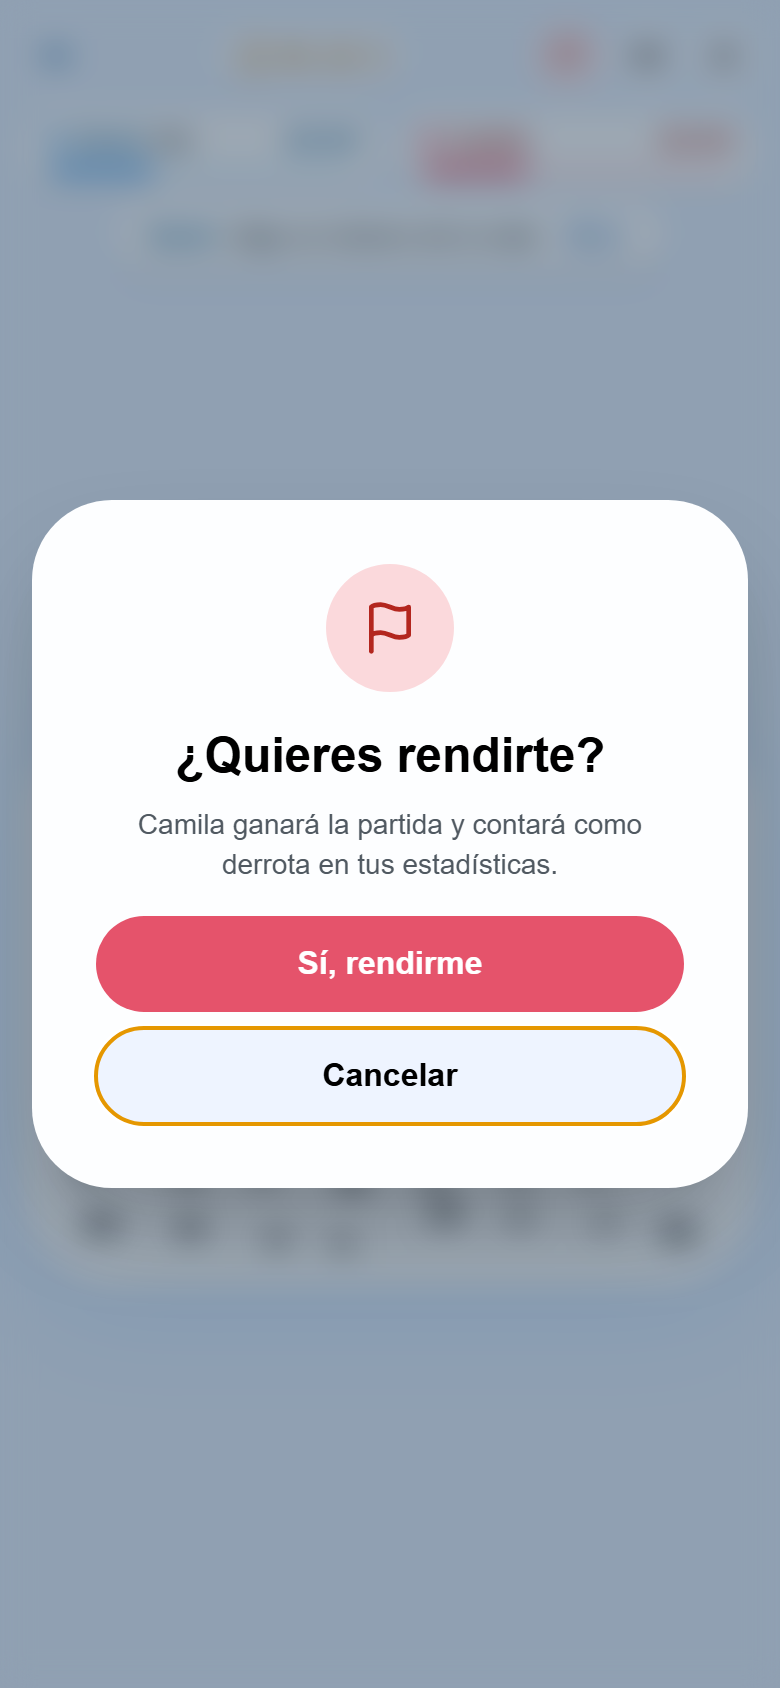 ¿Quieres rendirte?
Camila ganará la partida y contará como
derrota en tus estadísticas.
Sí, rendirme
Cancelar